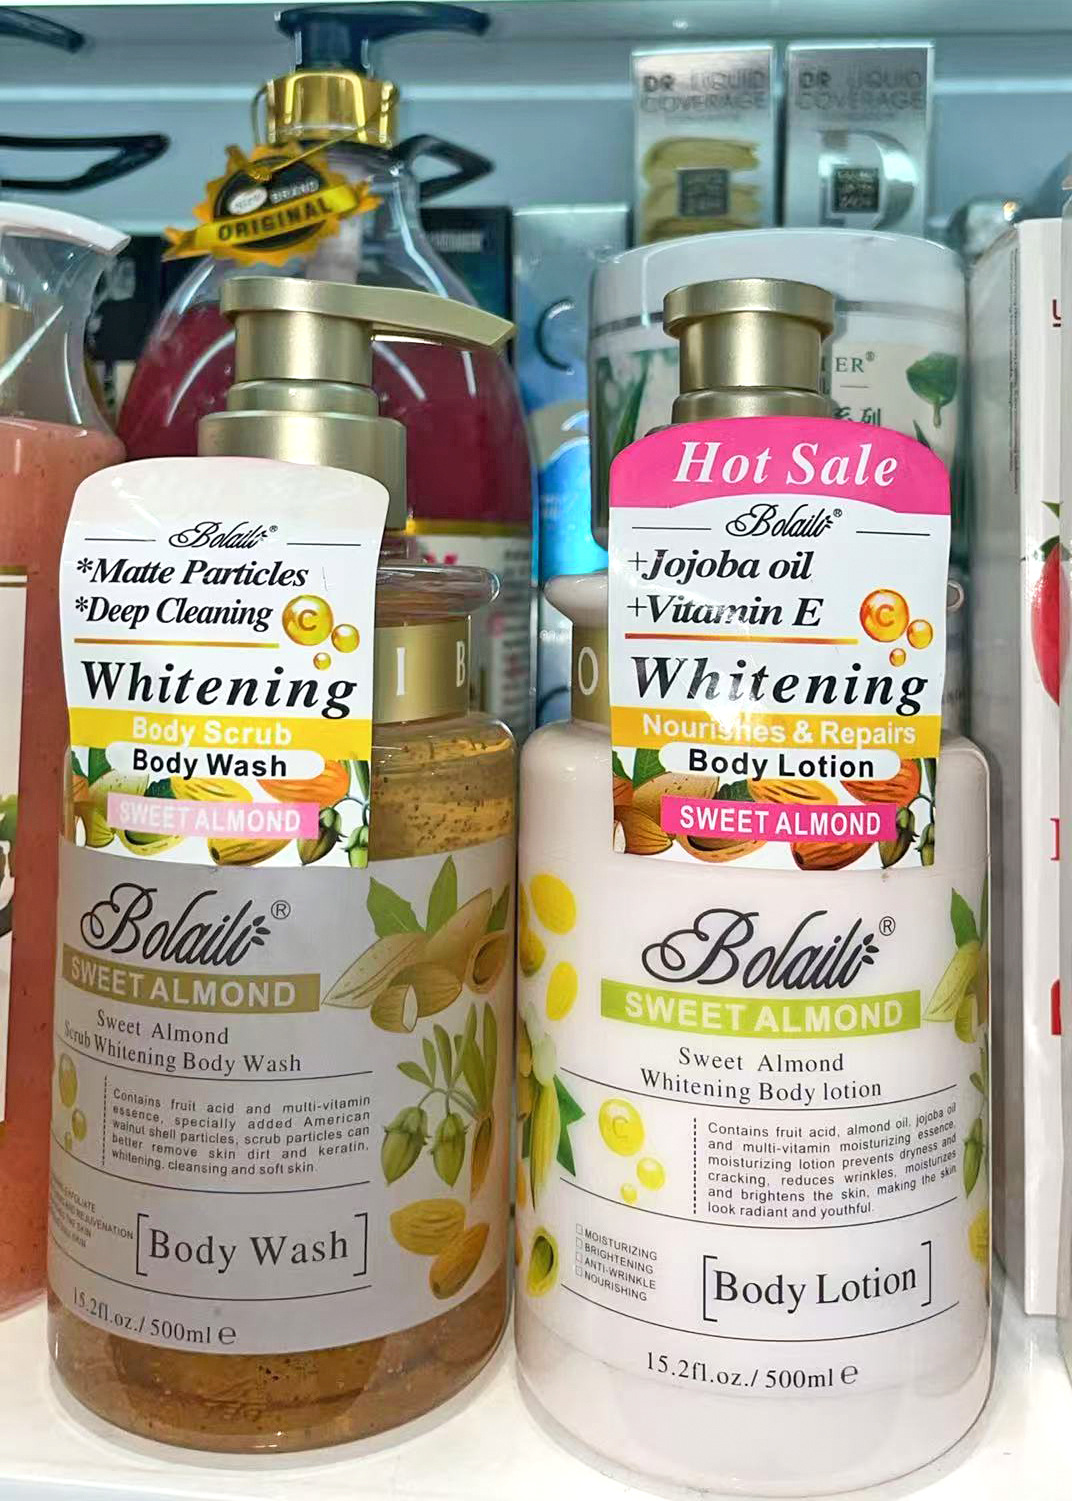 DR LIQUID
COVERAGE
DR LIQUID
COVERAGE
BRAND
ORIGINAL
ER®
系列
Bolaili®
*Matte Particles
*Deep Cleaning
C
Whitening
Body Scrub
Body Wash
SWEET ALMOND
I B
Bolaili®
SWEET ALMOND
Sweet Almond
Scrub Whitening Body Wash
Contains fruit acid and multi-vitamin
essence, specially added American
walnut shell particles, scrub particles can
better remove skin dirt and keratin,
whitening, cleansing and soft skin.
[Body Wash]
15.2fl.oz./ 500ml ℮
Hot Sale
Bolaili®
+Jojoba oil
+Vitamin E
C
Whitening
Nourishes & Repairs
Body Lotion
SWEET ALMOND
O
Bolaili®
SWEET ALMOND
Sweet Almond
Whitening Body lotion
C
Contains fruit acid, almond oil, jojoba oil
and multi-vitamin moisturizing essence,
moisturizing lotion prevents dryness and
cracking, reduces wrinkles, moisturizes
and brightens the skin, making the skin
look radiant and youthful.
MOISTURIZING
BRIGHTENING
ANTI-WRINKLE
NOURISHING
[Body Lotion]
15.2fl.oz./ 500ml ℮